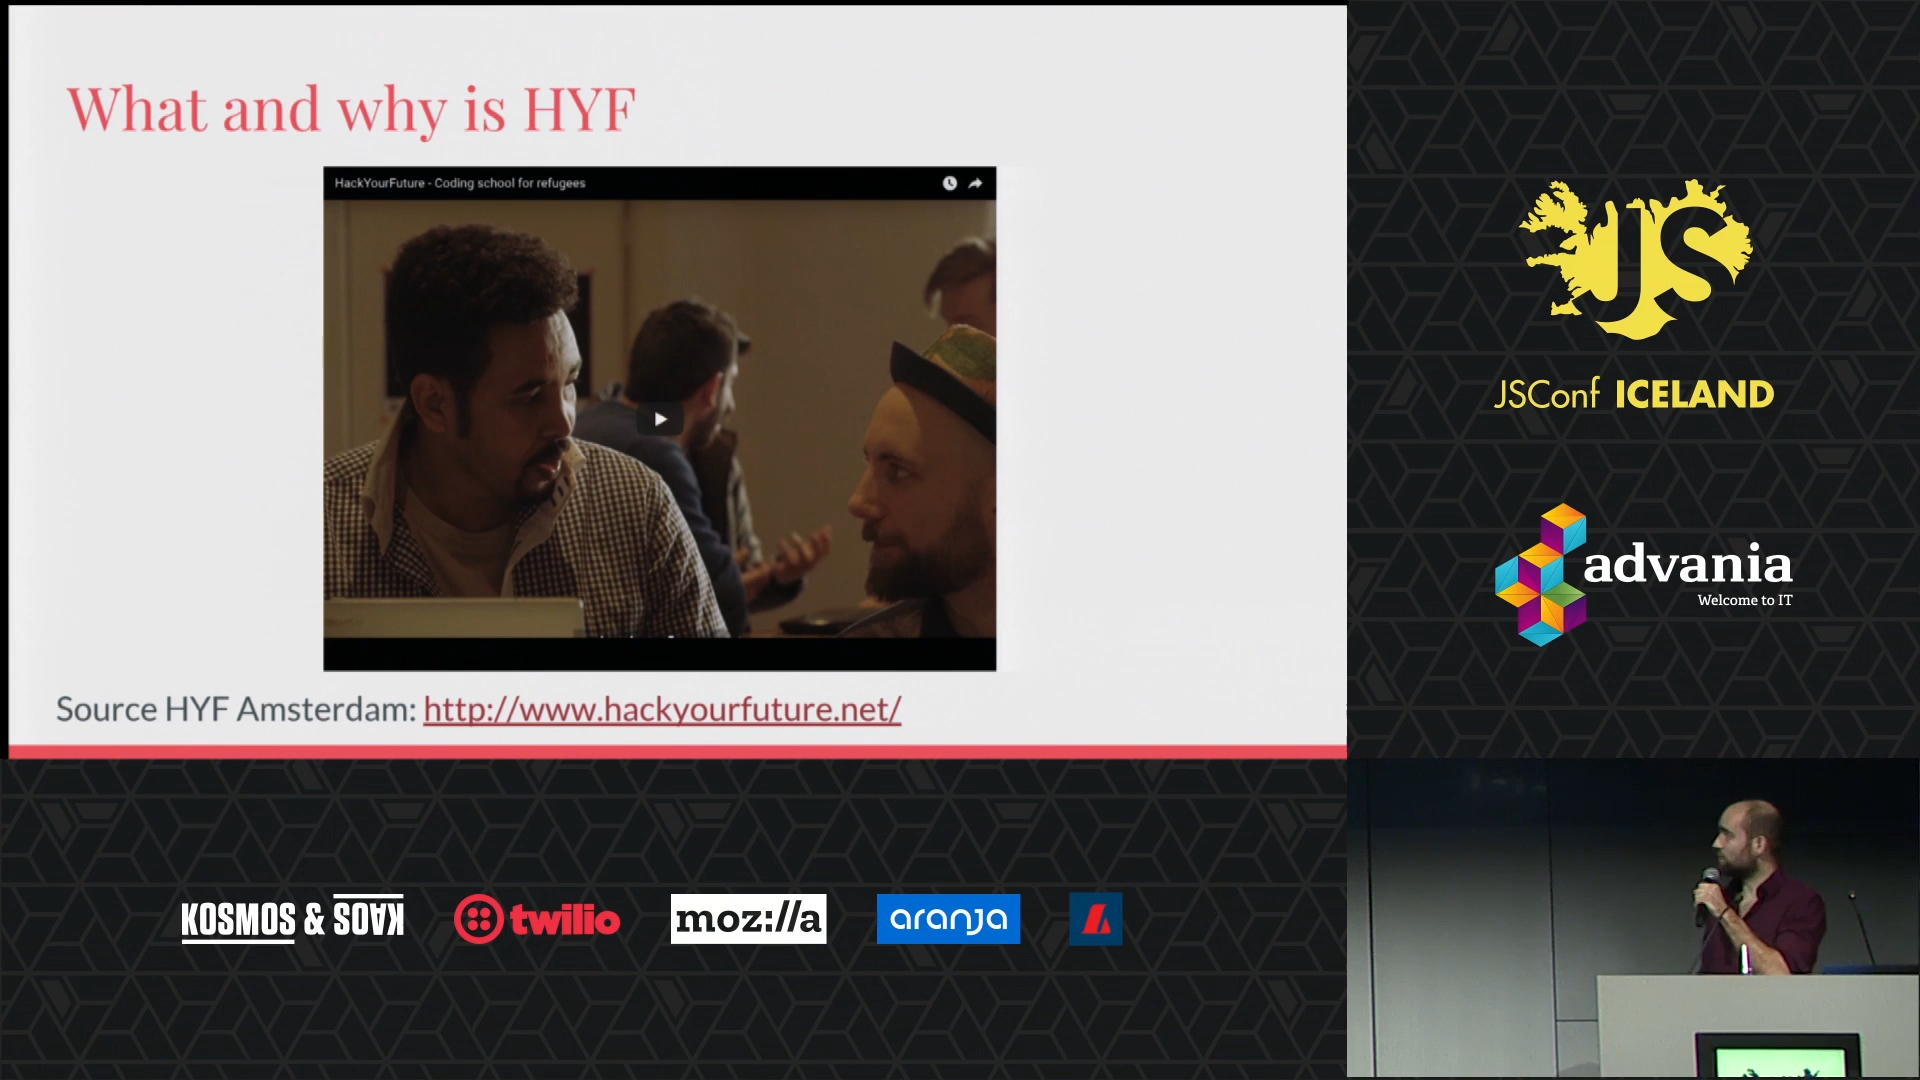 What and why is HYF
HackYourFuture - Coding school for refugees
Source HYF Amsterdam: http://www.hackyourfuture.net/
JS
JSConf ICELAND
advania
Welcome to IT
KOSMOS & KAOS
twilio
moz://a
aranja